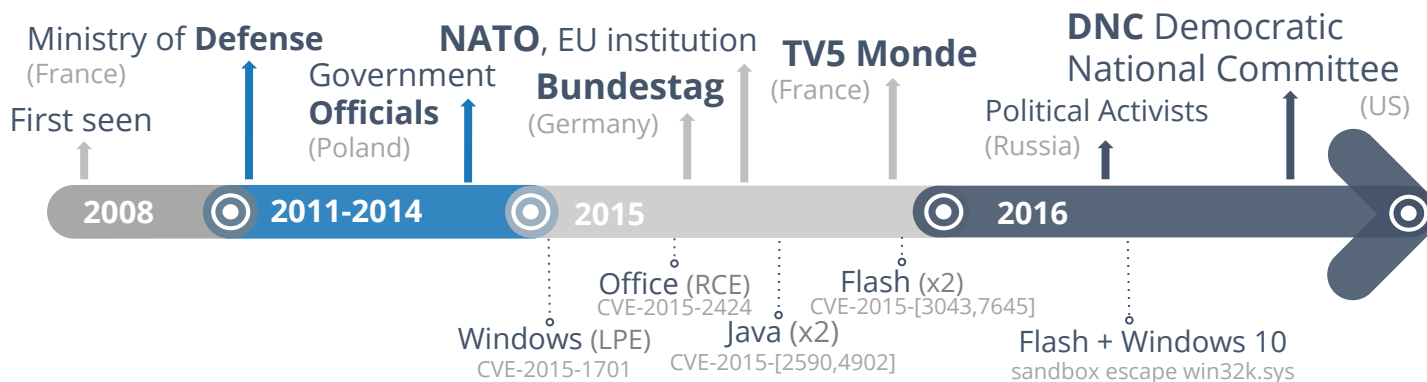 Ministry of Defense
(France)
First seen
Government
Officials
(Poland)
NATO, EU institution
Bundestag
(Germany)
TV5 Monde
(France)
DNC Democratic
National Committee
(US)
Political Activists
(Russia)
2008
2011-2014
2015
2016
Windows (LPE)
CVE-2015-1701
Office (RCE)
CVE-2015-2424
Java (x2)
CVE-2015-[2590,4902]
Flash (x2)
CVE-2015-[3043,7645]
Flash + Windows 10
sandbox escape win32k.sys